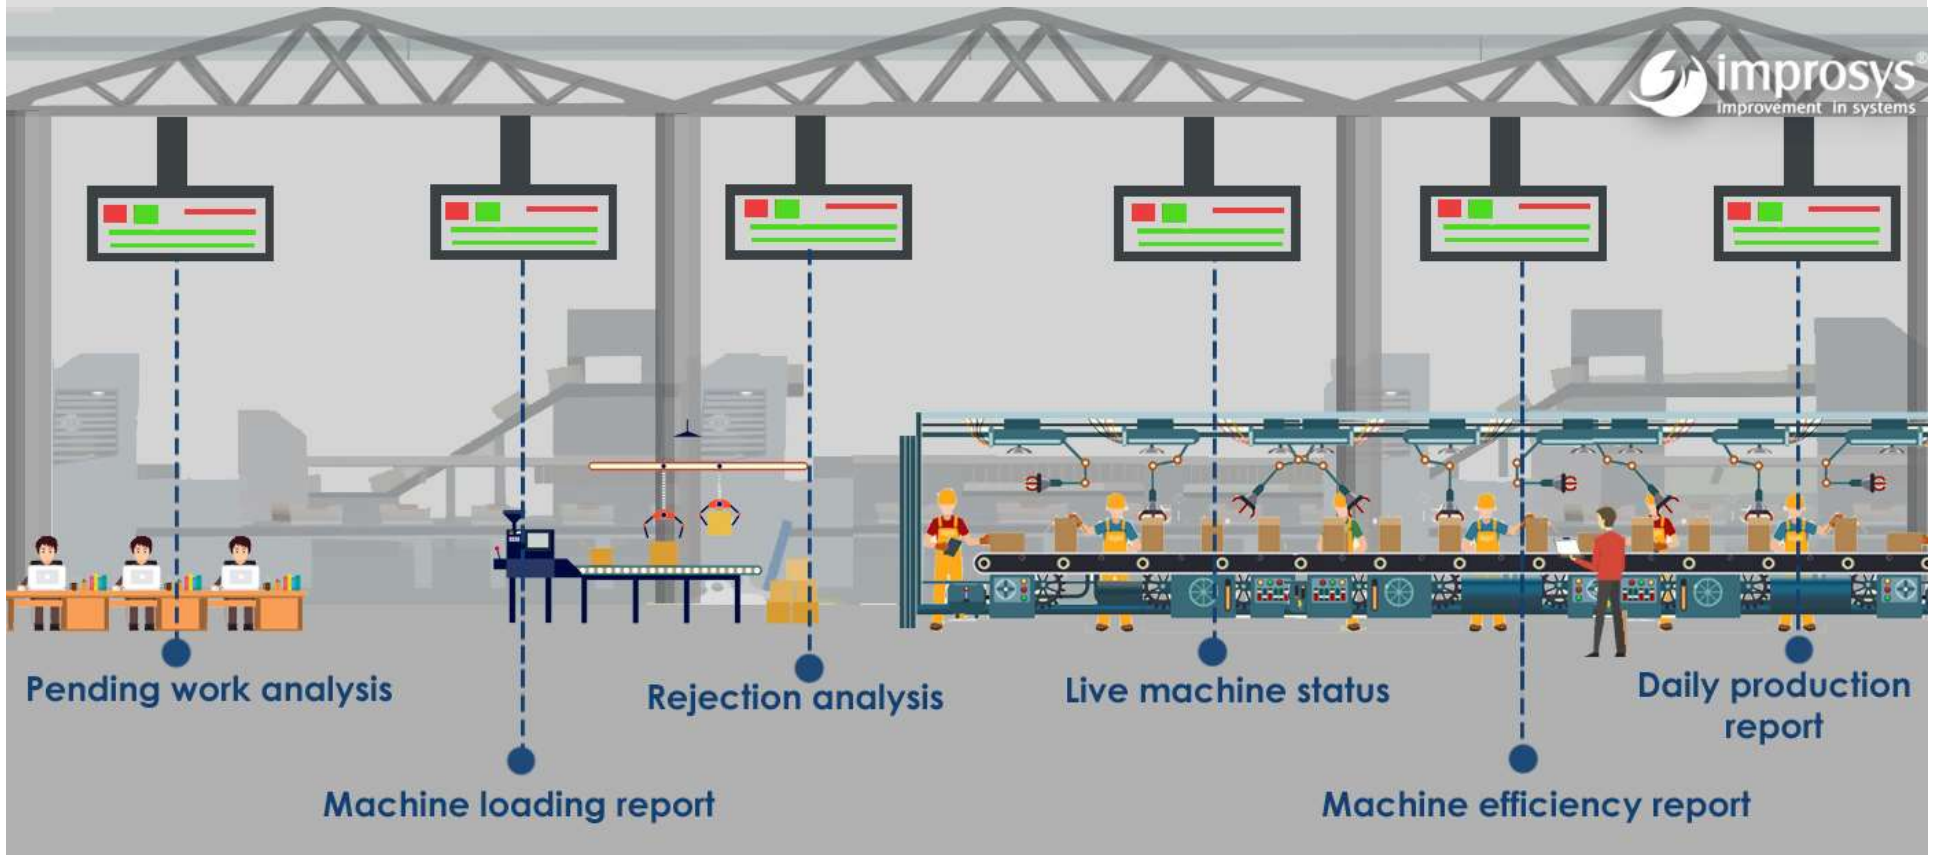 improsys®
Improvement in systems
Pending work analysis
Machine loading report
Rejection analysis
Live machine status
Machine efficiency report
Daily production
report